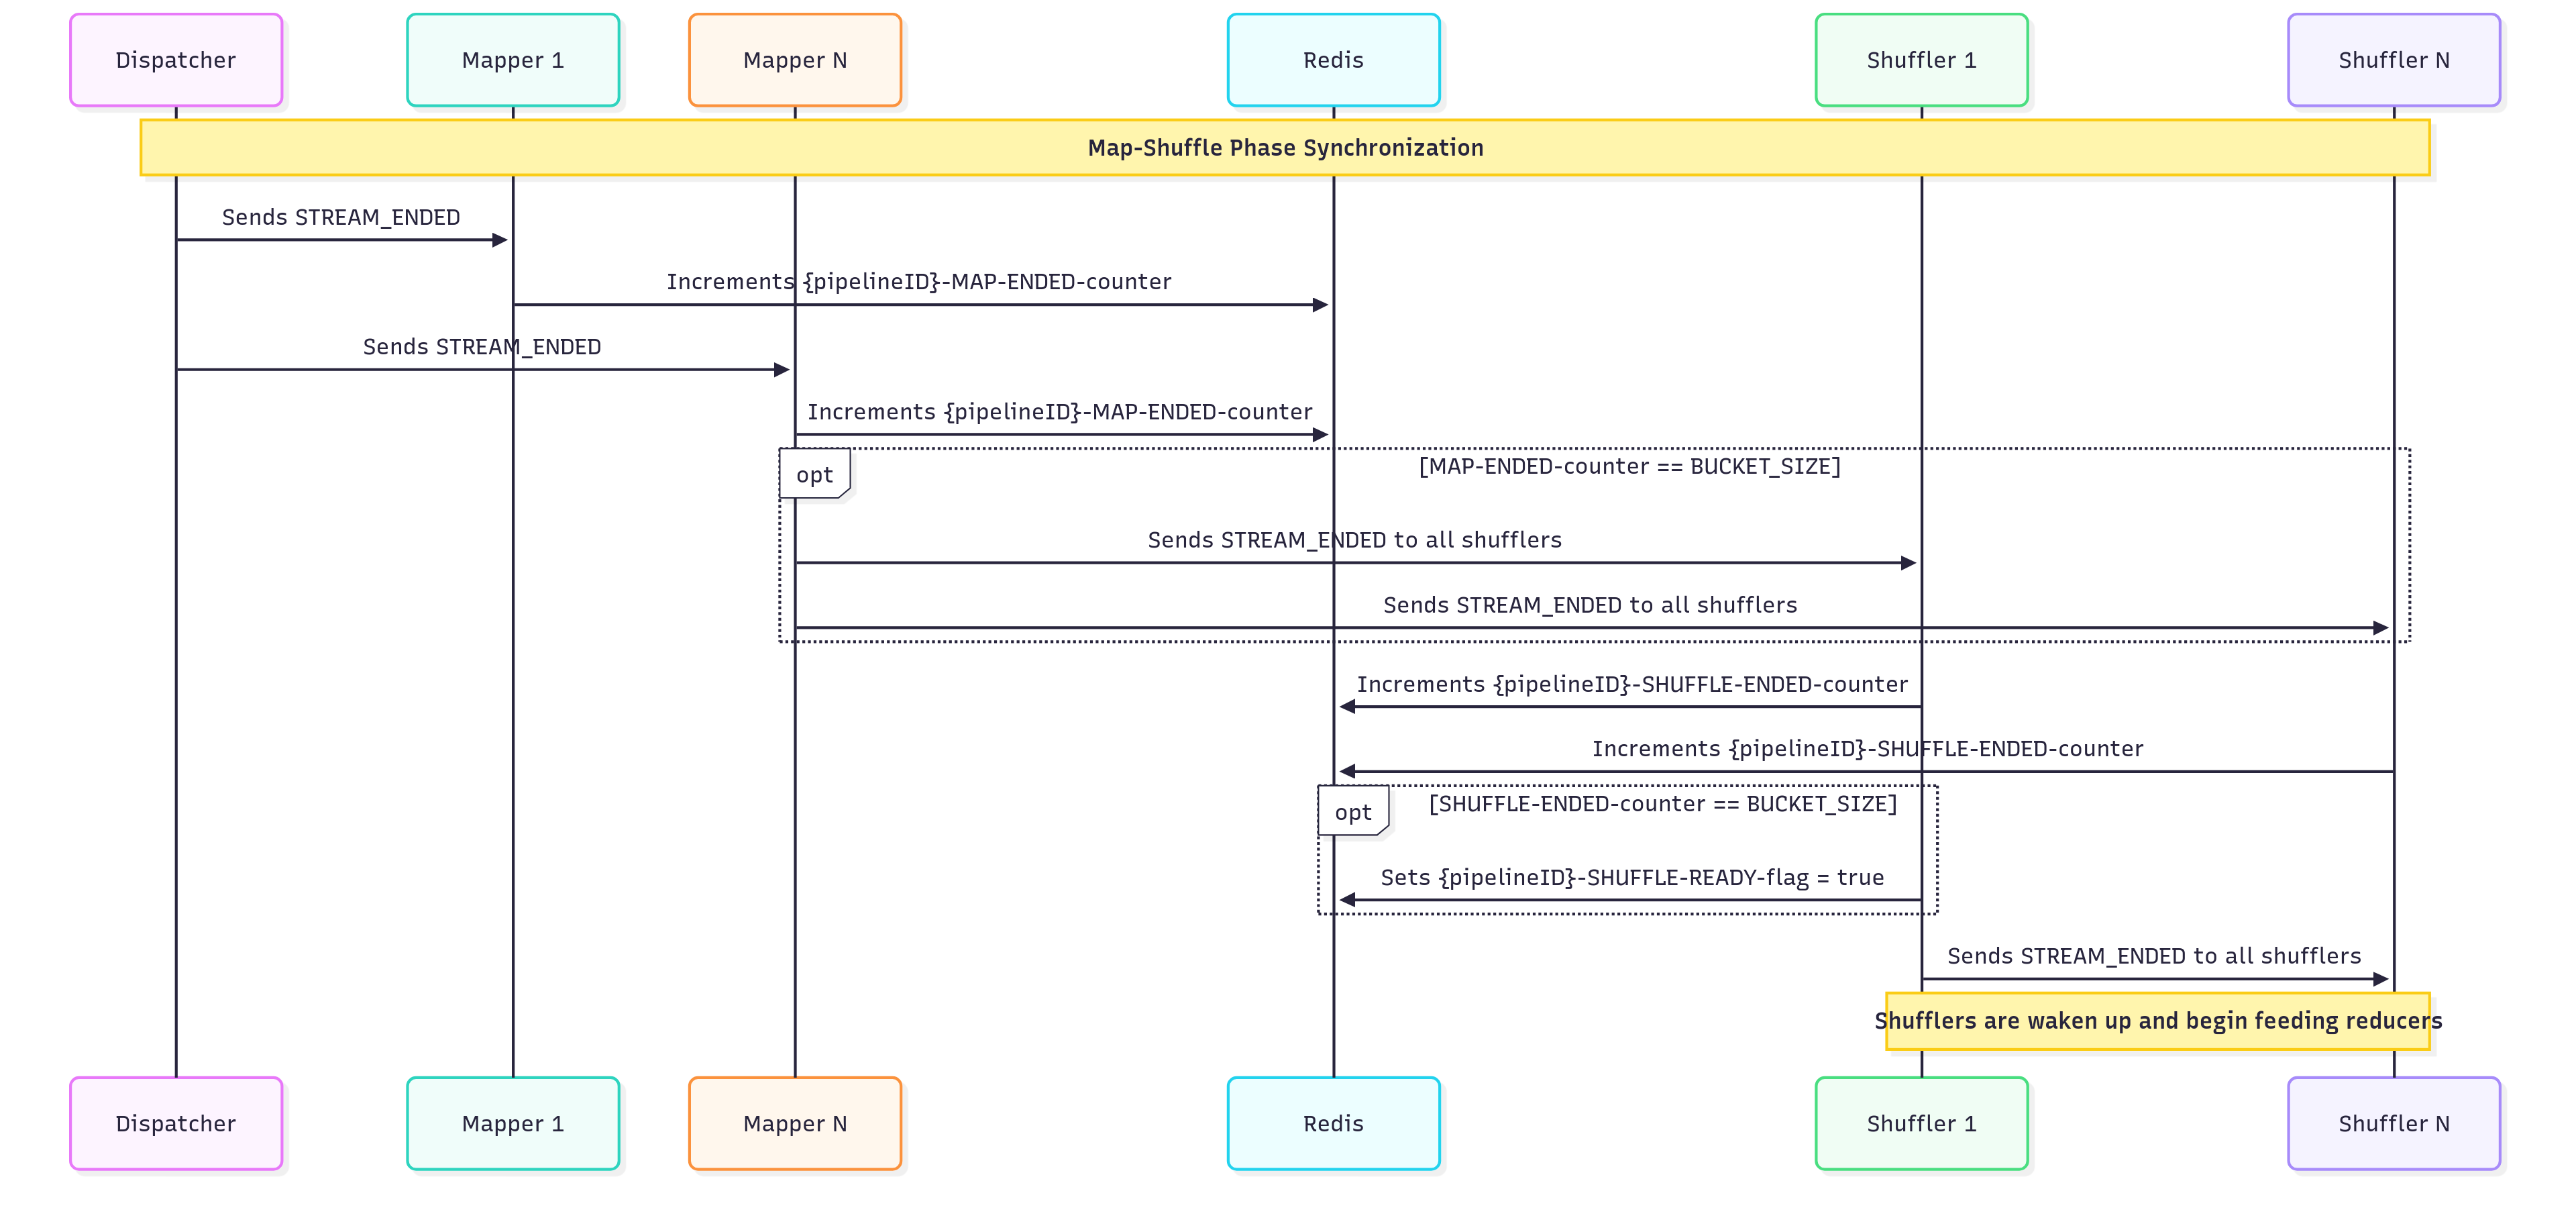 Dispatcher
Mapper 1
Mapper N
Redis
Shuffler 1
Shuffler N
Map-Shuffle Phase Synchronization
Sends STREAM_ENDED
Increments {pipelineID}-MAP-ENDED-counter
Sends STREAM_ENDED
Increments {pipelineID}-MAP-ENDED-counter
opt
[MAP-ENDED-counter == BUCKET_SIZE]
Sends STREAM_ENDED to all shufflers
Sends STREAM_ENDED to all shufflers
Increments {pipelineID}-SHUFFLE-ENDED-counter
Increments {pipelineID}-SHUFFLE-ENDED-counter
opt
[SHUFFLE-ENDED-counter == BUCKET_SIZE]
Sets {pipelineID}-SHUFFLE-READY-flag = true
Sends STREAM_ENDED to all shufflers
Shufflers are waken up and begin feeding reducers
Dispatcher
Mapper 1
Mapper N
Redis
Shuffler 1
Shuffler N